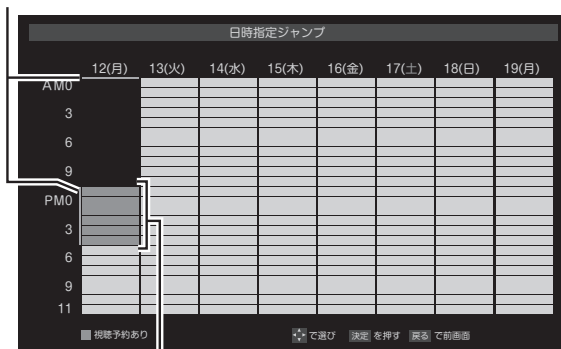 日時指定ジャンプ
12(月) 13(火) 14(水) 15(木) 16(金) 17(土) 18(日) 19(月)
AM0
3
6
9
PM0
3
6
9
11
視聴予約あり で選び 決定 を押す 戻る で前画面